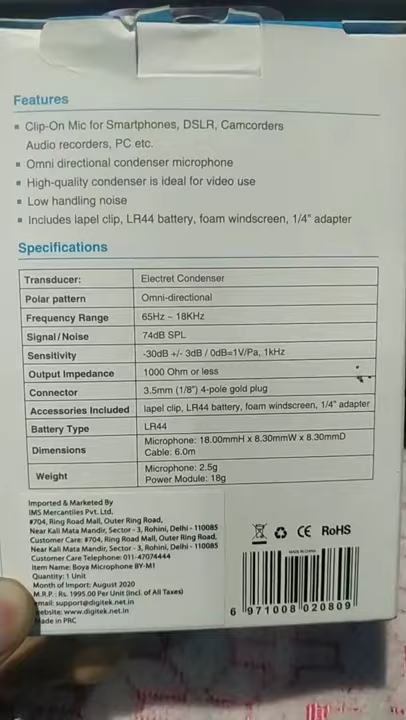 Features
Clip-On Mic for Smartphones, DSLR, Camcorders
Audio recorders, PC etc.
Omni directional condenser microphone
High-quality condenser is ideal for video use
Low handling noise
Includes lapel clip, LR44 battery, foam windscreen, 1/4" adapter
Specifications
Transducer: Electret Condenser
Polar pattern Omni-directional
Frequency Range 65Hz ~ 18KHz
Signal/Noise 74dB SPL
Sensitivity -30dB +/- 3dB / 0dB=1V/Pa, 1kHz
Output Impedance 1000 Ohm or less
Connector 3.5mm (1/8") 4-pole gold plug
Accessories Included lapel clip, LR44 battery, foam windscreen, 1/4" adapter
Battery Type LR44
Dimensions Microphone: 18.00mmH x 8.30mmW x 8.30mmD
Cable: 6.0m
Weight Microphone: 2.5g
Power Module: 18g
Imported & Marketed By
IMS Mercantiles Pvt. Ltd.
#704, Ring Road Mall, Outer Ring Road,
Near Kali Mata Mandir, Sector - 3, Rohini, Delhi - 110085
Customer Care: #704, Ring Road Mall, Outer Ring Road,
Near Kali Mata Mandir, Sector - 3, Rohini, Delhi - 110085
Customer Care Telephone: 011-47074444
Item Name: Boya Microphone BY-M1
Quantity: 1 Unit
Month of Import: August 2020
M.R.P.: Rs. 1995.00 Per Unit (Incl. of All Taxes)
email: support@digitek.net.in
ebsite: www.digitek.net.in
ade in PRC
CE RoHS
MADE IN CHINA
6 971008 020809